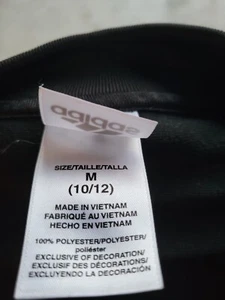 adidas
SIZE/TAILLE/TALLA
M
(10/12)
MADE IN VIETNAM
FABRIQUÉ AU VIETNAM
HECHO EN VIETNAM
100% POLYESTER/POLYESTER/
poliéster
EXCLUSIVE OF DECORATION/
EXCLUSIF DES DÉCORATIONS/
EXCLUYENDO LA DECORACIÓN